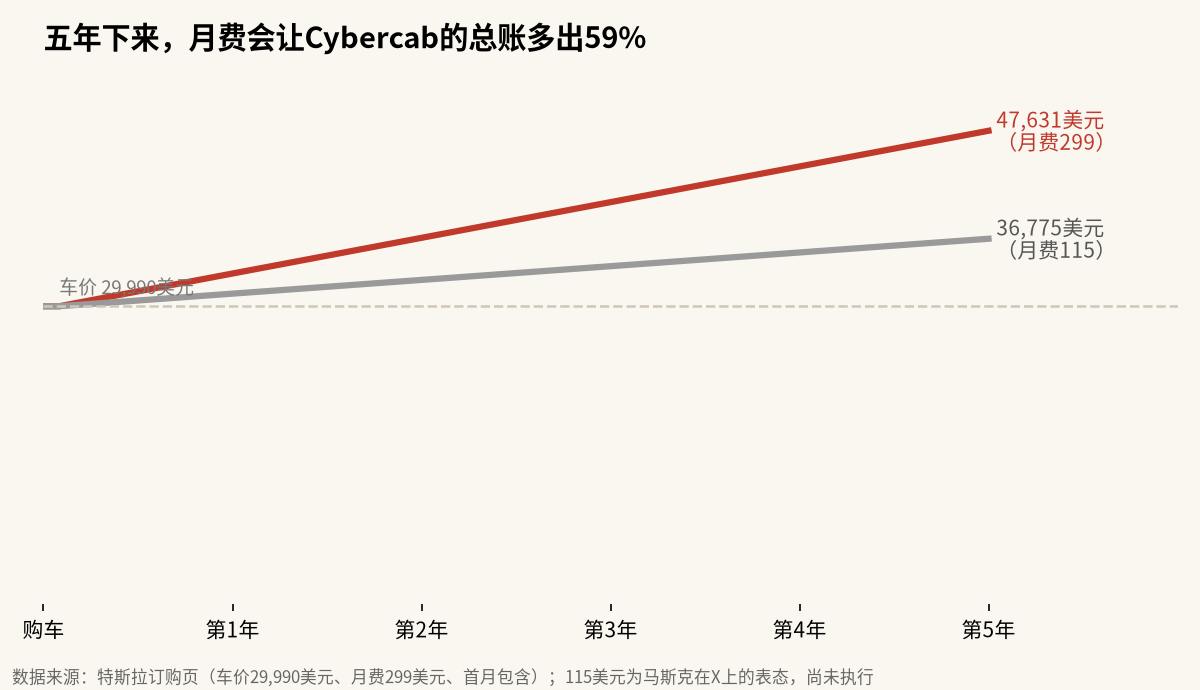 五年下来，月费会让Cybercab的总账多出59%
47,631美元
（月费299）
36,775美元
（月费115）
车价 29,990美元
购车
第1年
第2年
第3年
第4年
第5年
数据来源：特斯拉订购页（车价29,990美元、月费299美元、首月包含）；115美元为马斯克在X上的表态，尚未执行